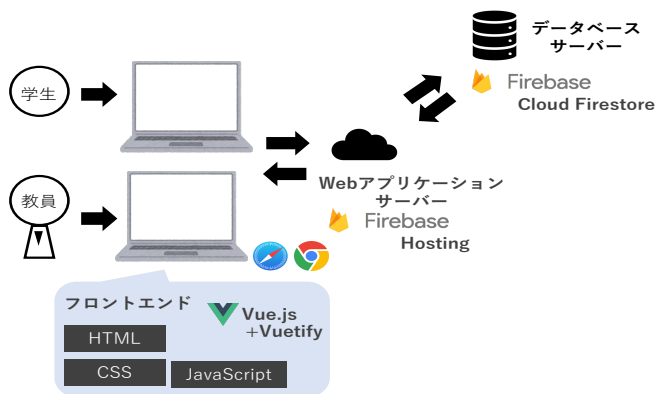 データベース
サーバー
Firebase
Cloud Firestore
学生
教員
Webアプリケーション
サーバー
Firebase
Hosting
フロントエンド
Vue.js
+Vuetify
HTML
CSS
JavaScript